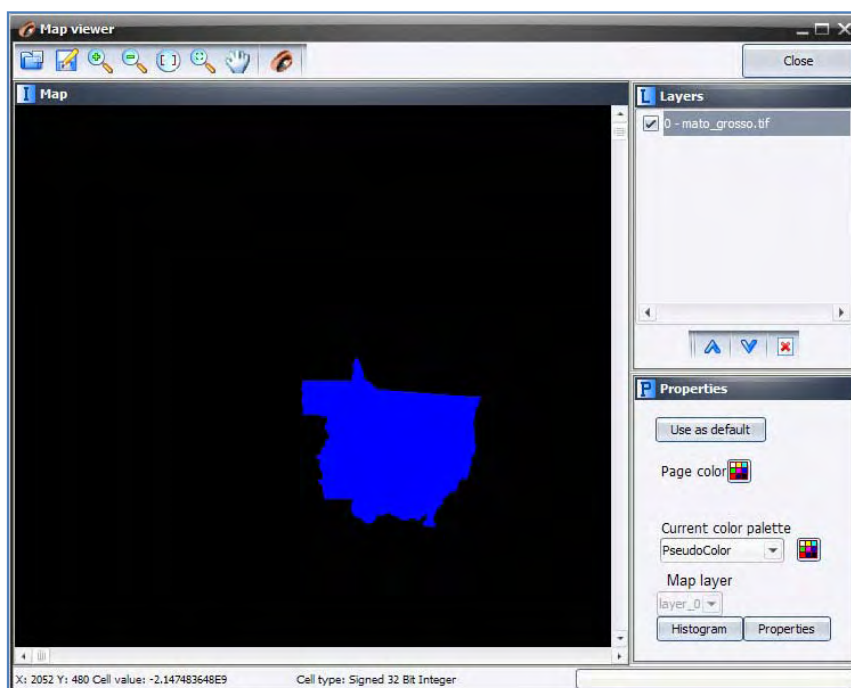 Map viewer
Close
Map
Layers
0 - mato_grosso.tif
Properties
Use as default
Page color
Current color palette
PseudoColor
Map layer
layer_0
Histogram Properties
X: 2052 Y: 480 Cell value: -2.147483648E9 Cell type: Signed 32 Bit Integer